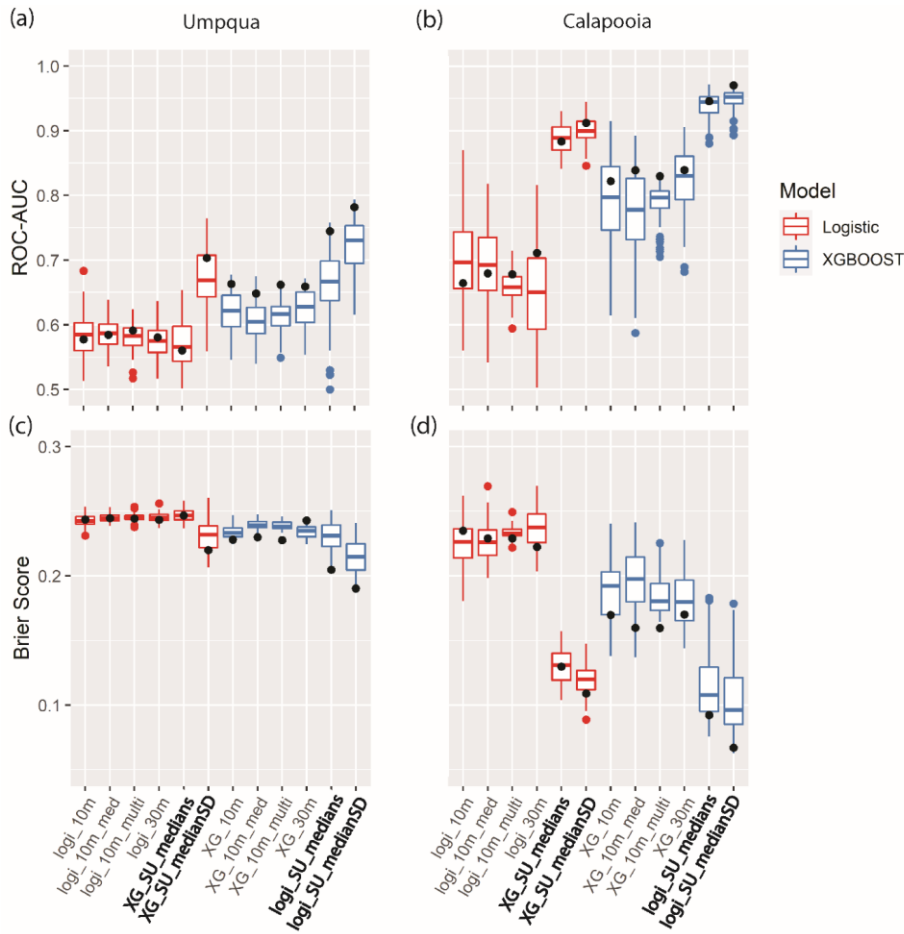 (a)
Umpqua
(b)
Calapooia
1.0
0.9
0.8
0.7
0.6
0.5
ROC-AUC
Model
Logistic
XGBOOST
(c)
(d)
0.3
0.2
0.1
Brier Score
logi_10m
logi_10m_med
logi_10m_multi
logi_30m
XG_SU_medians
XG_SU_medianSD
XG_10m
XG_10m_med
XG_10m_multi
XG_30m
logi_SU_medians
logi_SU_medianSD
logi_10m
logi_10m_med
logi_10m_multi
logi_30m
XG_SU_medians
XG_SU_medianSD
XG_10m
XG_10m_med
XG_10m_multi
XG_30m
logi_SU_medians
logi_SU_medianSD